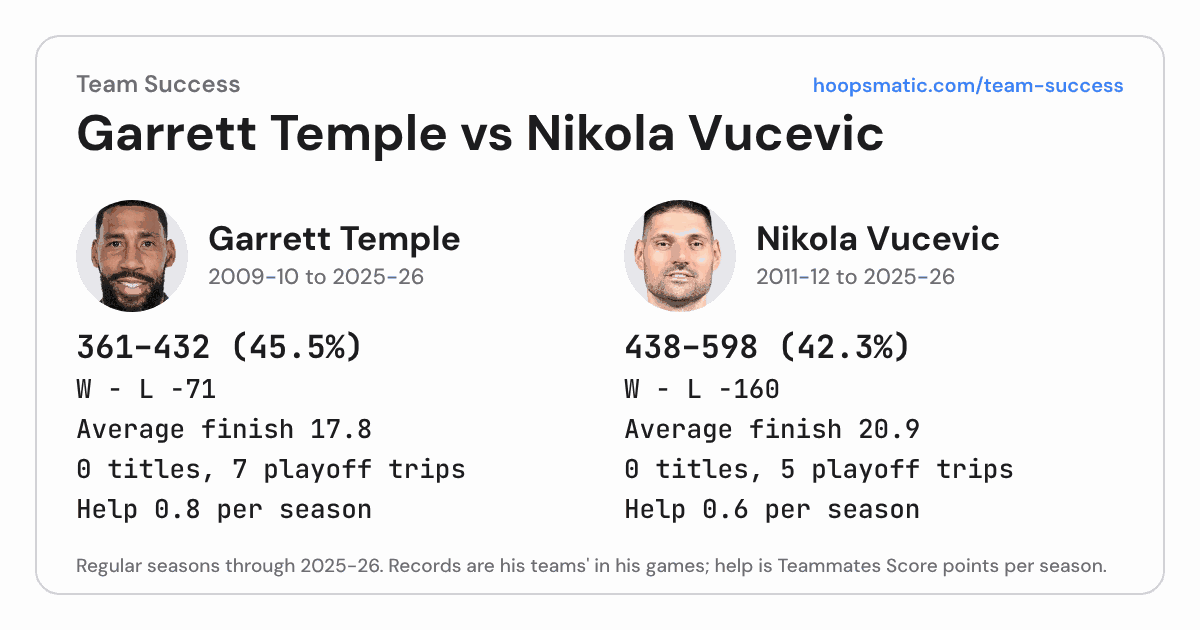 Team Success
hoopsmatic.com/team-success
Garrett Temple vs Nikola Vucevic
Garrett Temple
2009-10 to 2025-26
361-432 (45.5%)
W - L -71
Average finish 17.8
0 titles, 7 playoff trips
Help 0.8 per season
Nikola Vucevic
2011-12 to 2025-26
438-598 (42.3%)
W - L -160
Average finish 20.9
0 titles, 5 playoff trips
Help 0.6 per season
Regular seasons through 2025-26. Records are his teams' in his games; help is Teammates Score points per season.